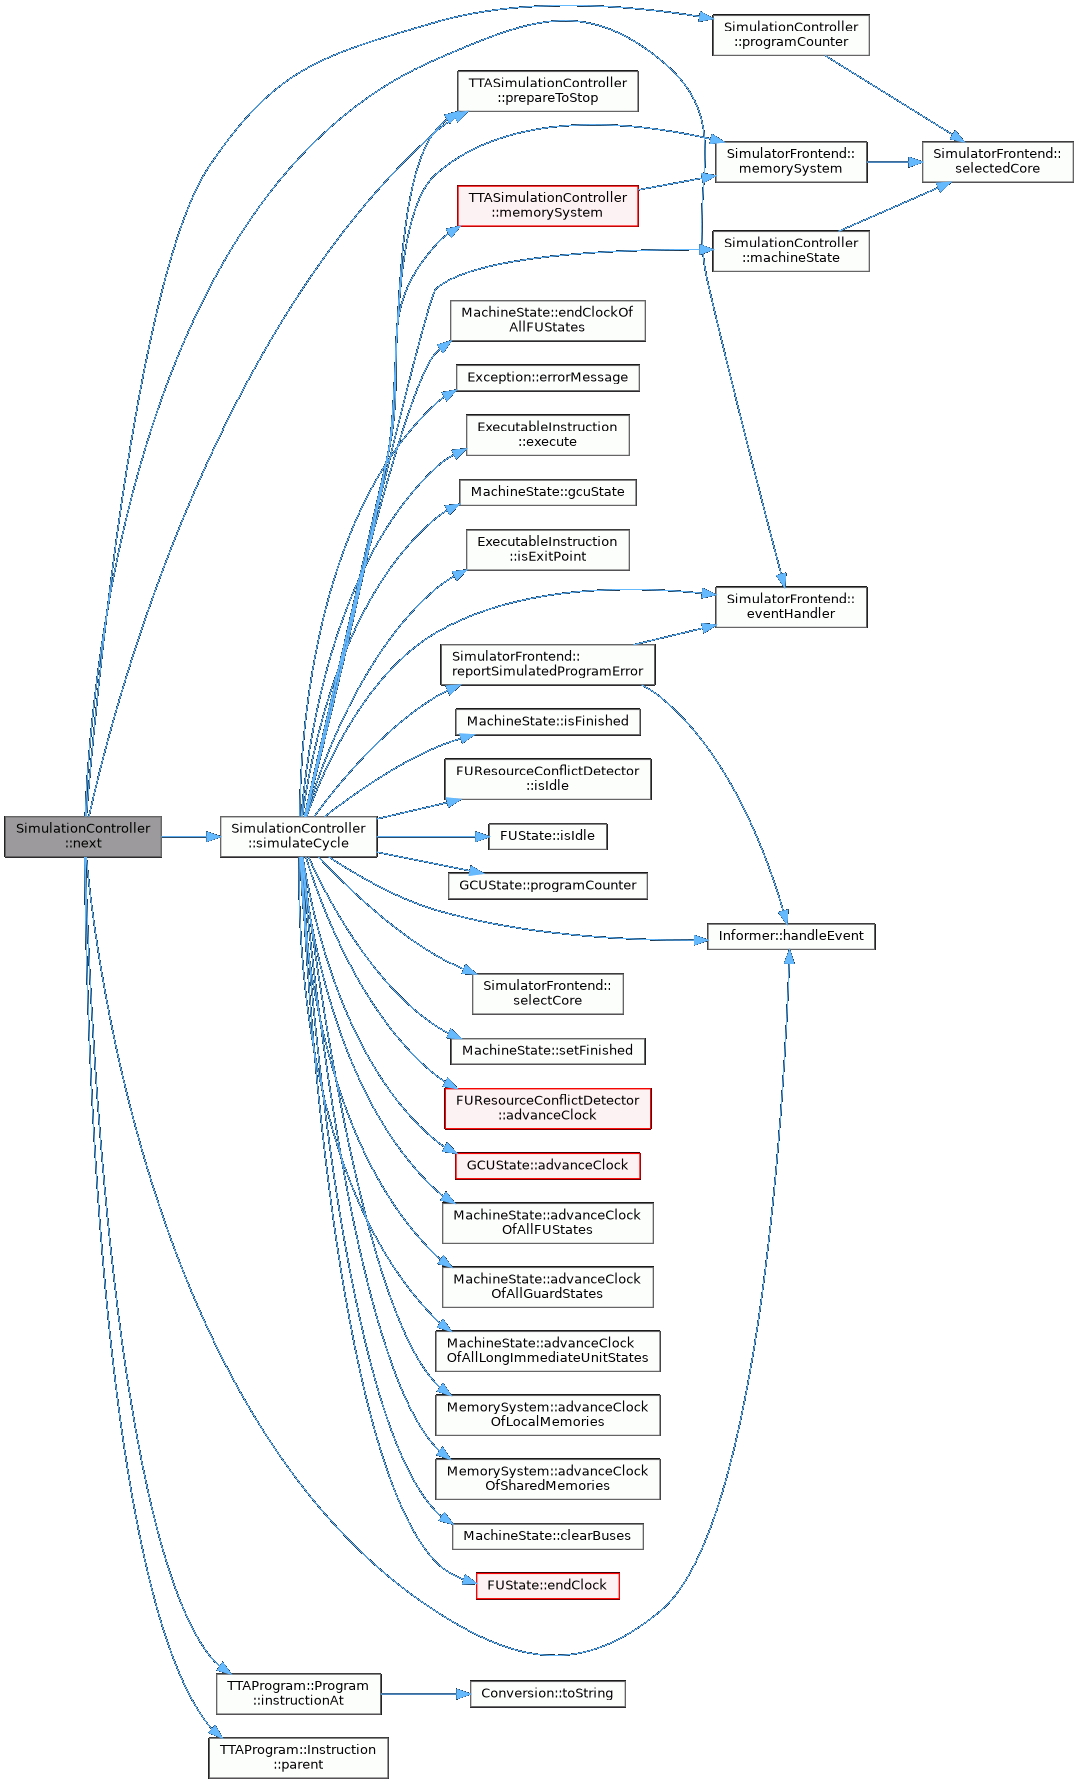 SimulationController
::programCounter
TTASimulationController
::prepareToStop
SimulatorFrontend::
memorySystem
SimulatorFrontend::
selectedCore
TTASimulationController
::memorySystem
SimulationController
::machineState
MachineState::endClockOf
AllFUStates
Exception::errorMessage
ExecutableInstruction
::execute
MachineState::gcuState
ExecutableInstruction
::isExitPoint
SimulatorFrontend::
eventHandler
SimulatorFrontend::
reportSimulatedProgramError
MachineState::isFinished
FUResourceConflictDetector
::isIdle
SimulationController
::next
SimulationController
::simulateCycle
FUState::isIdle
GCUState::programCounter
Informer::handleEvent
SimulatorFrontend::
selectCore
MachineState::setFinished
FUResourceConflictDetector
::advanceClock
GCUState::advanceClock
MachineState::advanceClock
OfAllFUStates
MachineState::advanceClock
OfAllGuardStates
MachineState::advanceClock
OfAllLongImmediateUnitStates
MemorySystem::advanceClock
OfLocalMemories
MemorySystem::advanceClock
OfSharedMemories
MachineState::clearBuses
FUState::endClock
TTAProgram::Program
::instructionAt
Conversion::toString
TTAProgram::Instruction
::parent